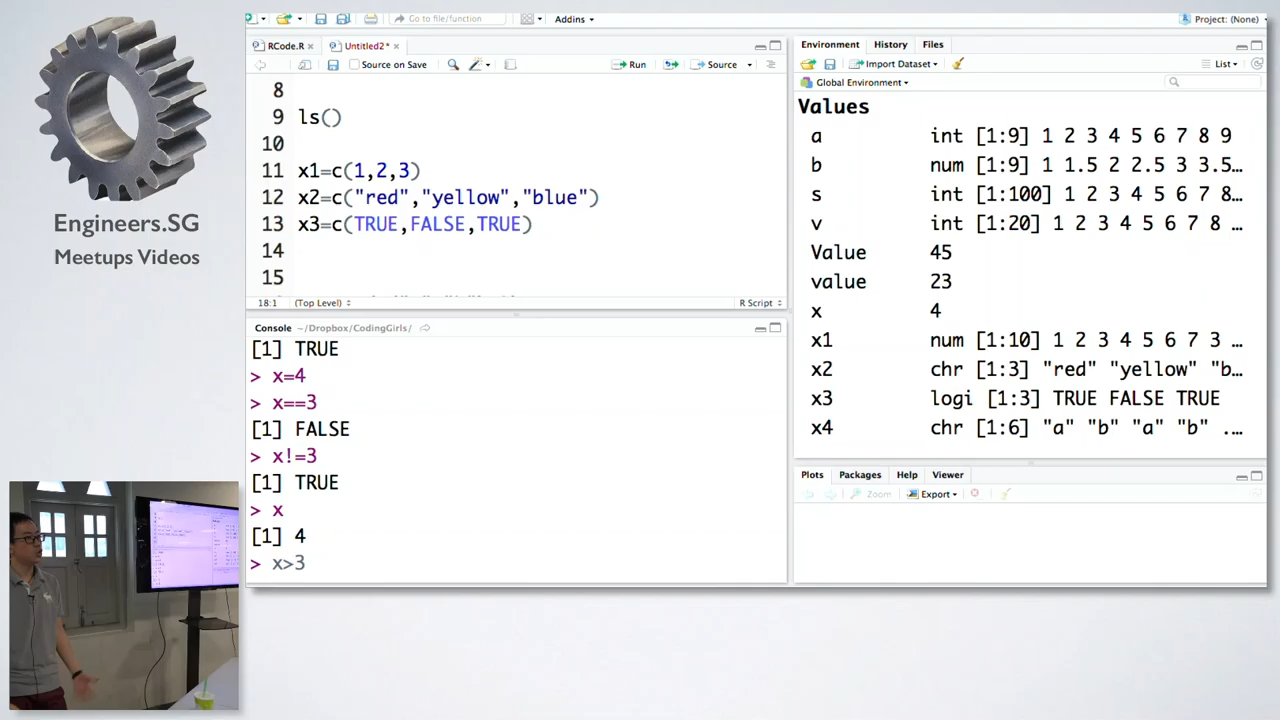 Go to file/function
Addins
Project: (None)
RCode.R
Untitled2*
Source on Save
Run
Source
8
9 ls()
10
11 x1=c(1,2,3)
12 x2=c("red","yellow","blue")
13 x3=c(TRUE,FALSE,TRUE)
14
15
18:1 (Top Level)
R Script
Console ~/Dropbox/CodingGirls/
[1] TRUE
> x=4
> x==3
[1] FALSE
> x!=3
[1] TRUE
> x
[1] 4
> x>3
Environment History Files
Import Dataset
List
Global Environment
Values
a int [1:9] 1 2 3 4 5 6 7 8 9
b num [1:9] 1 1.5 2 2.5 3 3.5…
s int [1:100] 1 2 3 4 5 6 7 8…
v int [1:20] 1 2 3 4 5 6 7 8 …
Value 45
value 23
x 4
x1 num [1:10] 1 2 3 4 5 6 7 3 …
x2 chr [1:3] "red" "yellow" "b…
x3 logi [1:3] TRUE FALSE TRUE
x4 chr [1:6] "a" "b" "a" "b" .…
Plots Packages Help Viewer
Zoom
Export
Engineers.SG
Meetups Videos